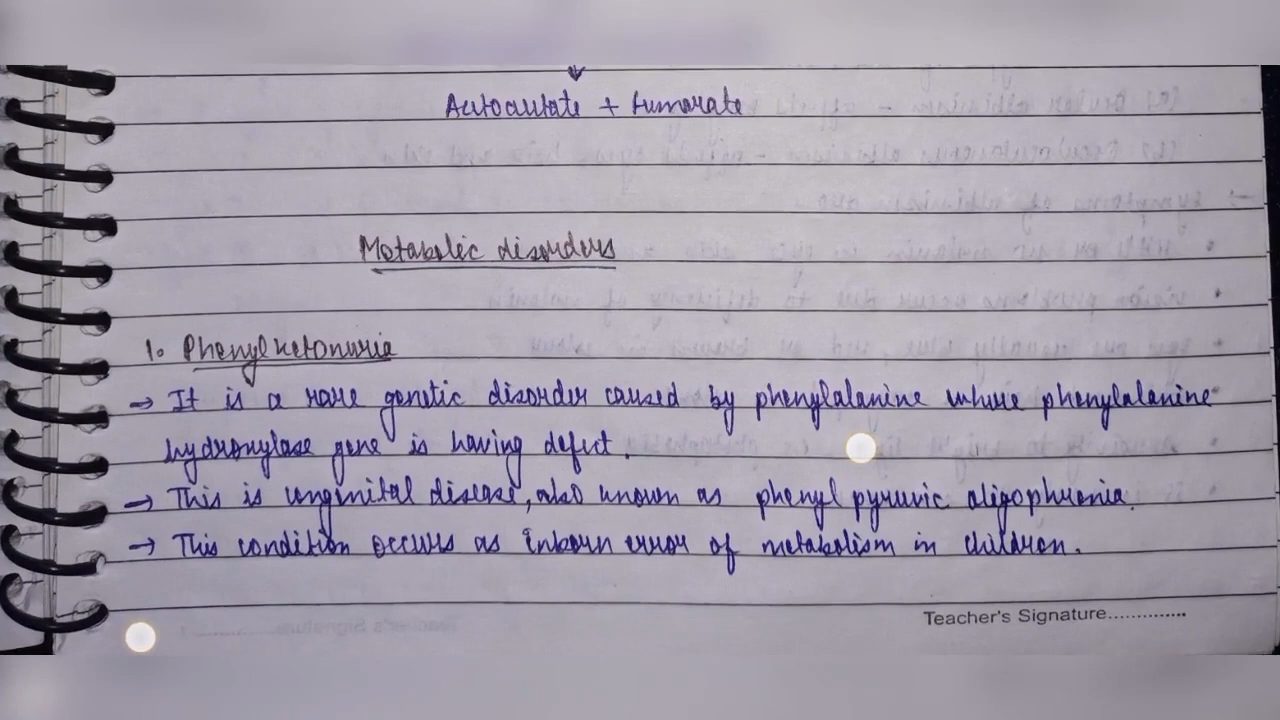 Acetoacetate + Fumarate
Metabolic disorders
1. Phenylketonuria
→ It is a rare genetic disorder caused by phenylalanine where phenylalanine
hydroxylase gene is having defect.
→ This is congenital disease, also known as phenyl pyruvic oligophrenia.
→ This condition occurs as Inborn error of metabolism in children.
Teacher's Signature..............